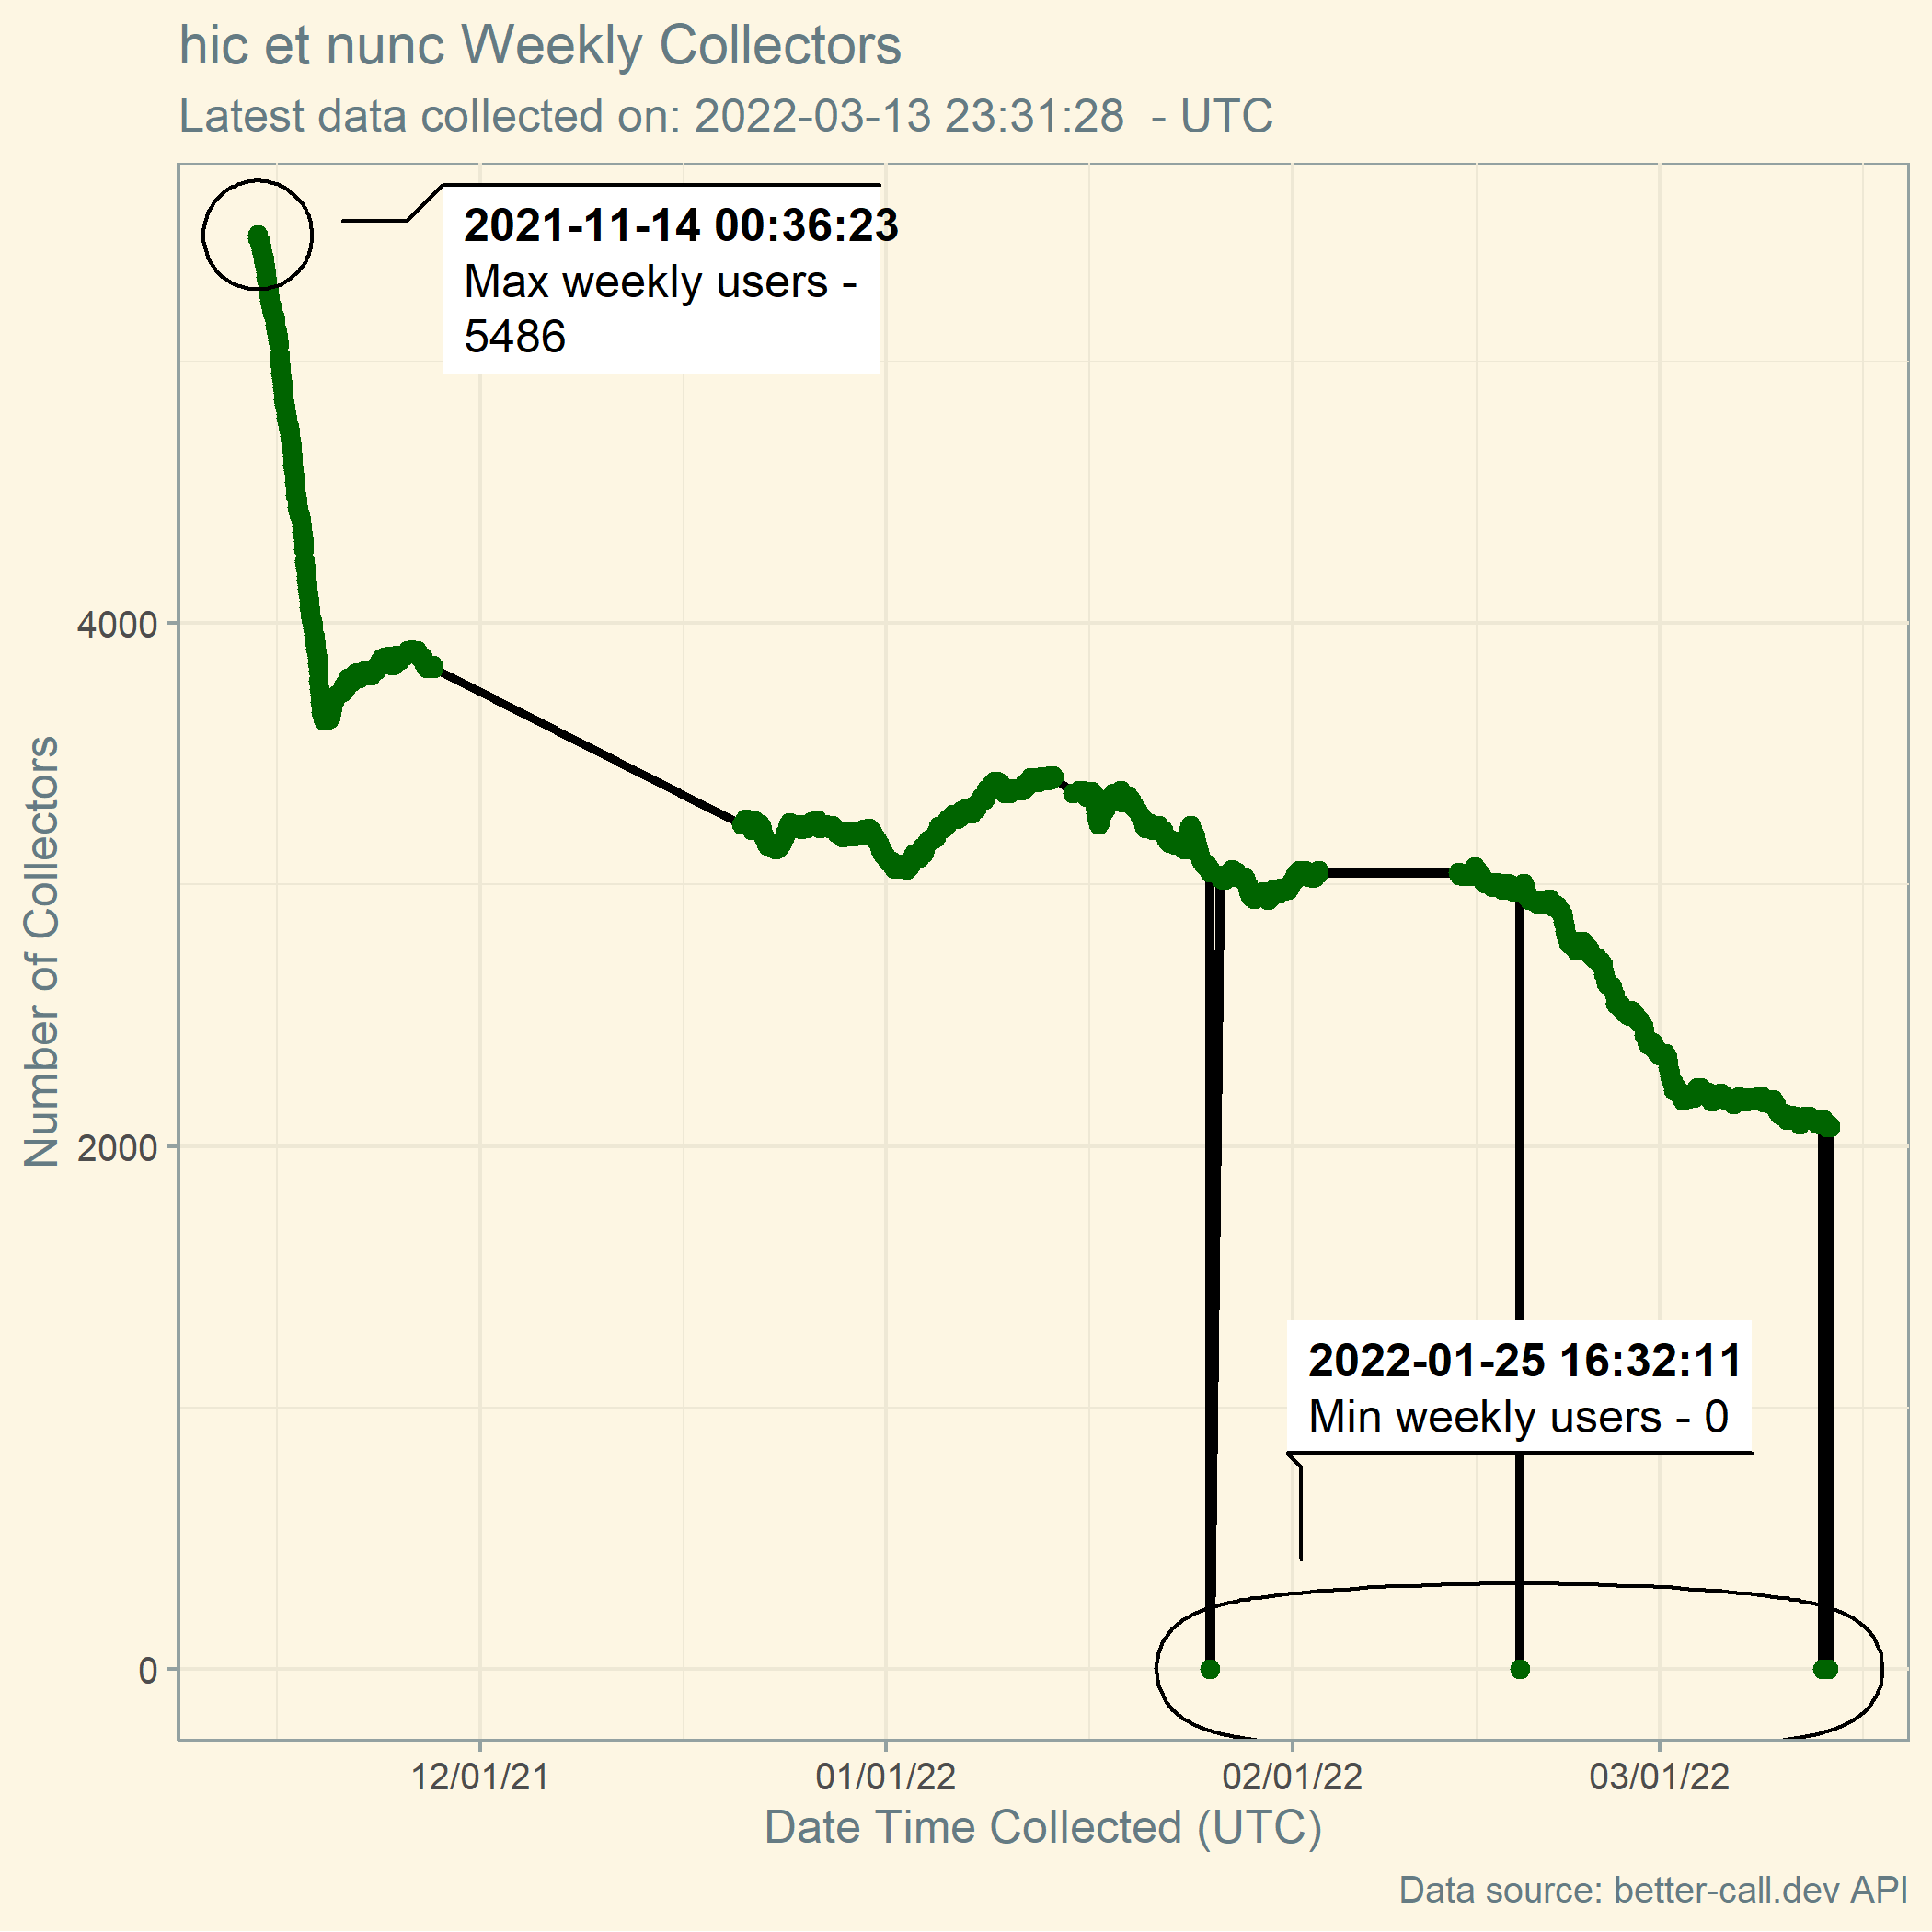 hic et nunc Weekly Collectors
Latest data collected on: 2022-03-13 23:31:28  - UTC
2021-11-14 00:36:23
Max weekly users -
5486
Number of Collectors
4000
2000
0
2022-01-25 16:32:11
Min weekly users - 0
12/01/21
01/01/22
02/01/22
03/01/22
Date Time Collected (UTC)
Data source: better-call.dev API